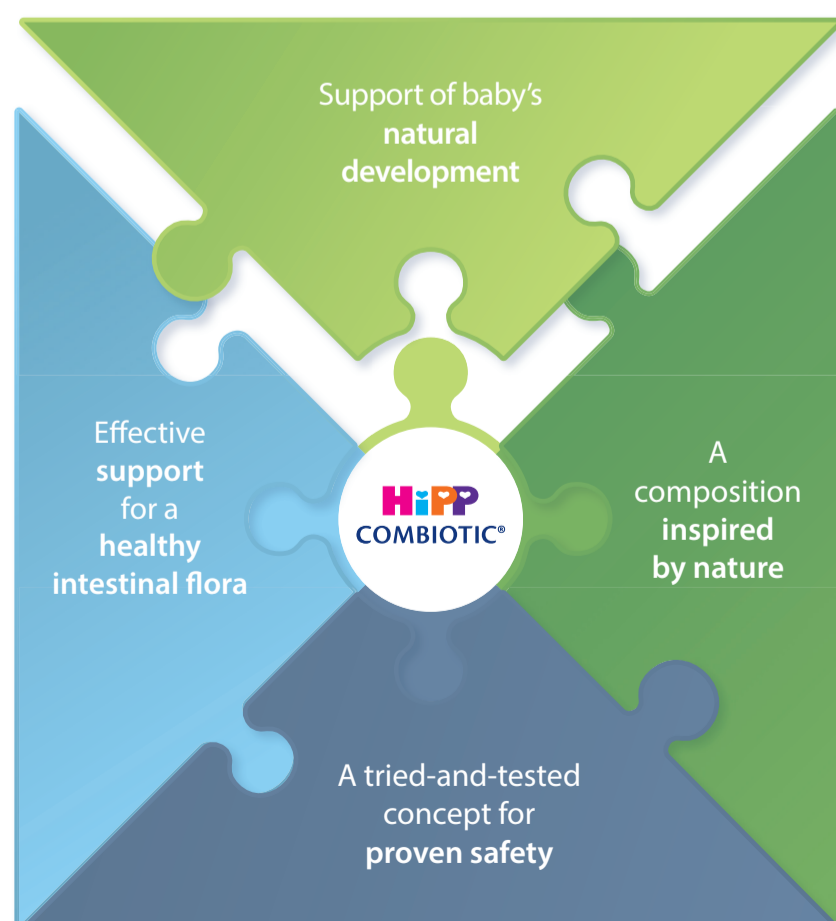 Support of baby’s
natural
development
Effective
support
for a
healthy
intestinal flora
HiPP
COMBIOTIC®
A
composition
inspired
by nature
A tried-and-tested
concept for
proven safety